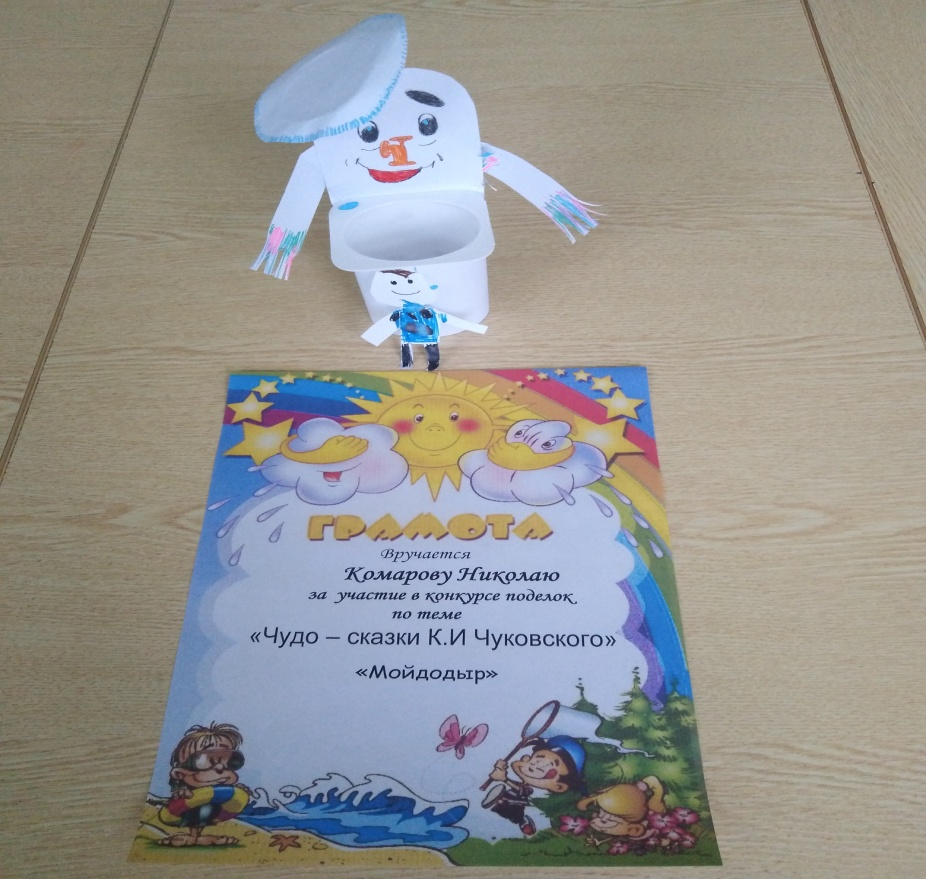 ГРАМОТА
Вручается
Комарову Николаю
за участие в конкурсе поделок
по теме
«Чудо – сказки К.И Чуковского»
«Мойдодыр»